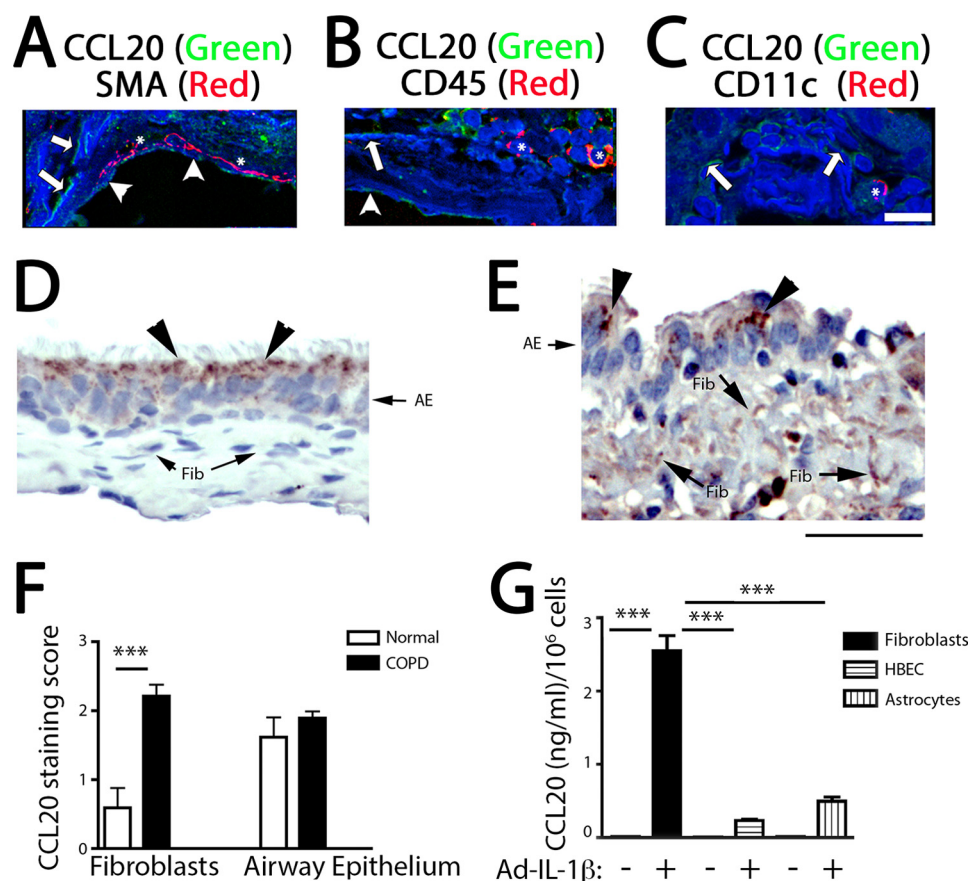 A
CCL20 (Green)
SMA (Red)
B
CCL20 (Green)
CD45 (Red)
C
CCL20 (Green)
CD11c (Red)
*
*
*
*
*
D
AE
Fib
E
AE
Fib
Fib
Fib
F
CCL20 staining score
3
2
1
0
***
Normal
COPD
Fibroblasts
Airway Epithelium
G
CCL20 (ng/ml)/10⁶ cells
3
2
1
0
***
***
***
Fibroblasts
HBEC
Astrocytes
Ad-IL-1β: - + - + - +